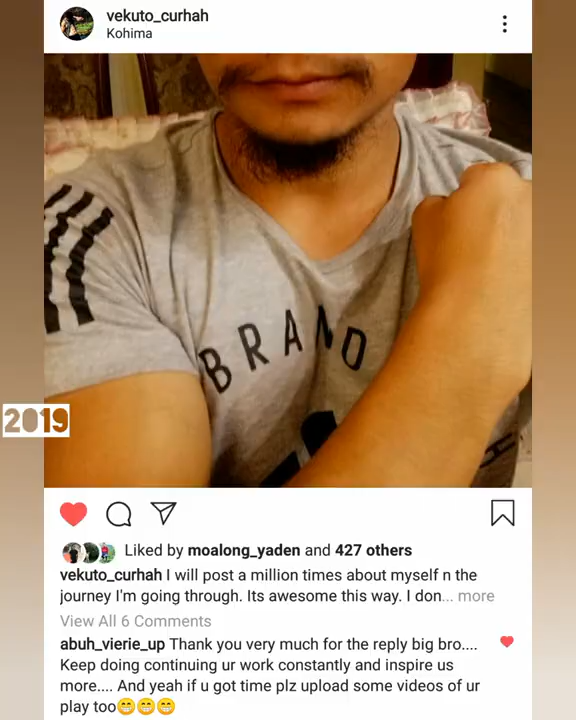 vekuto_curhah
Kohima
BRAND
2019
Liked by moalong_yaden and 427 others
vekuto_curhah I will post a million times about myself n the
journey I'm going through. Its awesome this way. I don... more
View All 6 Comments
abuh_vierie_up Thank you very much for the reply big bro....
Keep doing continuing ur work constantly and inspire us
more.... And yeah if u got time plz upload some videos of ur
play too😁😁😁